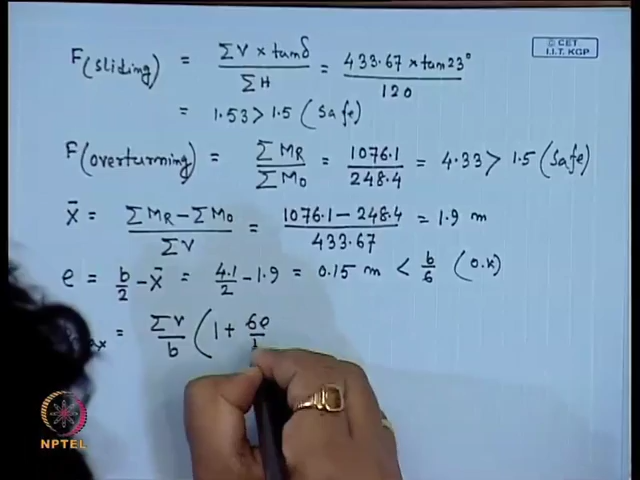 © CET
I.I.T. KGP
F(sliding) = ΣV × tanδ / ΣH = 433.67 × tan23° / 120
= 1.53 > 1.5 (Safe)
F(overturning) = ΣMR / ΣMo = 1076.1 / 248.4 = 4.33 > 1.5 (Safe)
x̄ = ΣMR − ΣMo / ΣV = 1076.1 − 248.4 / 433.67 = 1.9 m
e = b/2 − x̄ = 4.1/2 − 1.9 = 0.15 m < b/6 (O.K)
= ΣV / b (1 + 6e
NPTEL